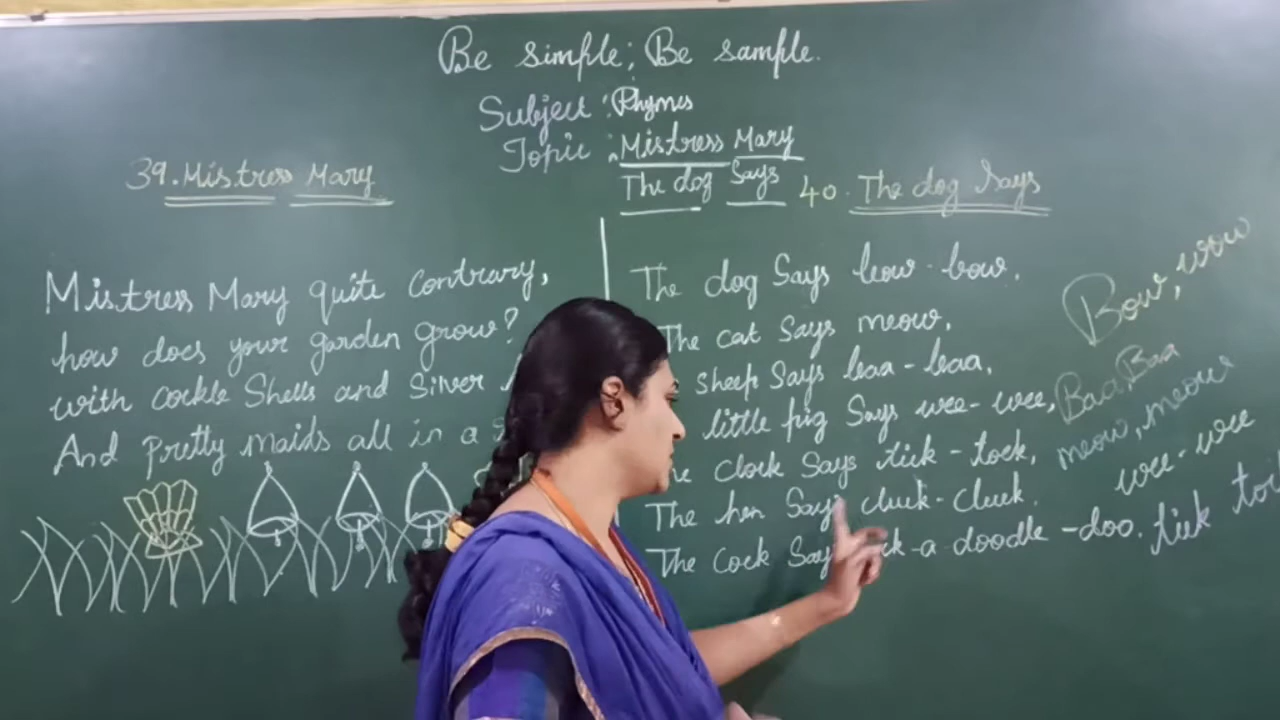 Be simple; Be sample.
Subject : Rhymes
Topic : Mistress Mary
The dog Says
39. Mistress Mary
Mistress Mary quite contrary,
how does your garden grow?
with cockle Shells and Silver
And pretty maids all in a
40. The dog Says
The dog Says bow - bow.
The cat Says meow,
sheep Says baa - baa,
little pig Says wee - wee,
Clock Says tick - tock,
The hen Says cluck - cluck.
The Cock Says -a doodle - doo.
Bow, wow
Baa, Baa
meow, meow
wee - wee
tick